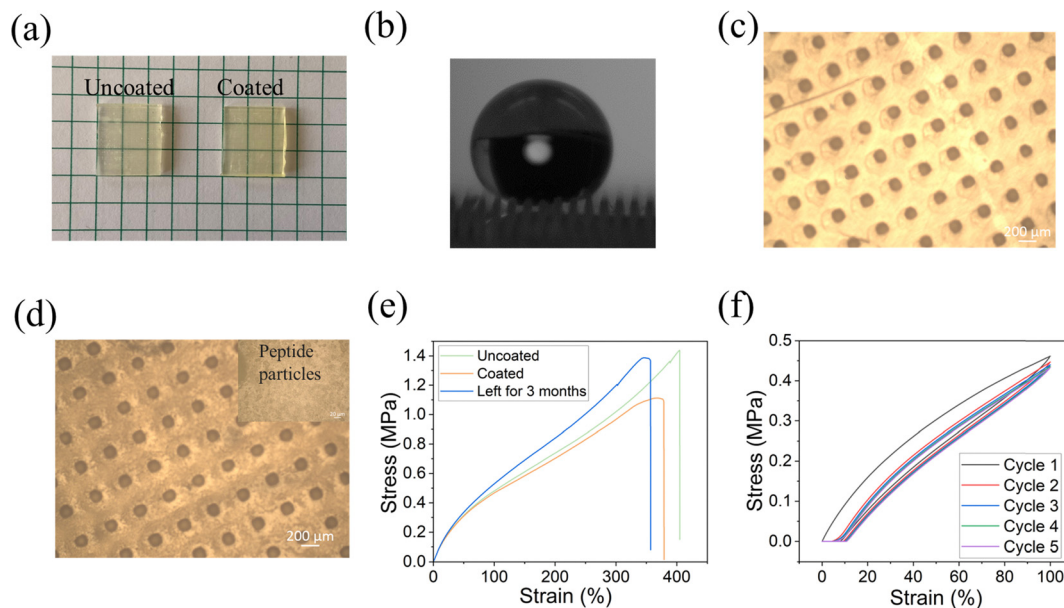 (a)
Uncoated Coated
(b)
(c)
200 μm
(d)
Peptide
particles
20 μm
200 μm
(e)
Stress (MPa)
1.4
1.2
1.0
0.8
0.6
0.4
0.2
0.0
Uncoated
Coated
Left for 3 months
0 100 200 300 400
Strain (%)
(f)
Stress (MPa)
0.5
0.4
0.3
0.2
0.1
0.0
Cycle 1
Cycle 2
Cycle 3
Cycle 4
Cycle 5
0 20 40 60 80 100
Strain (%)